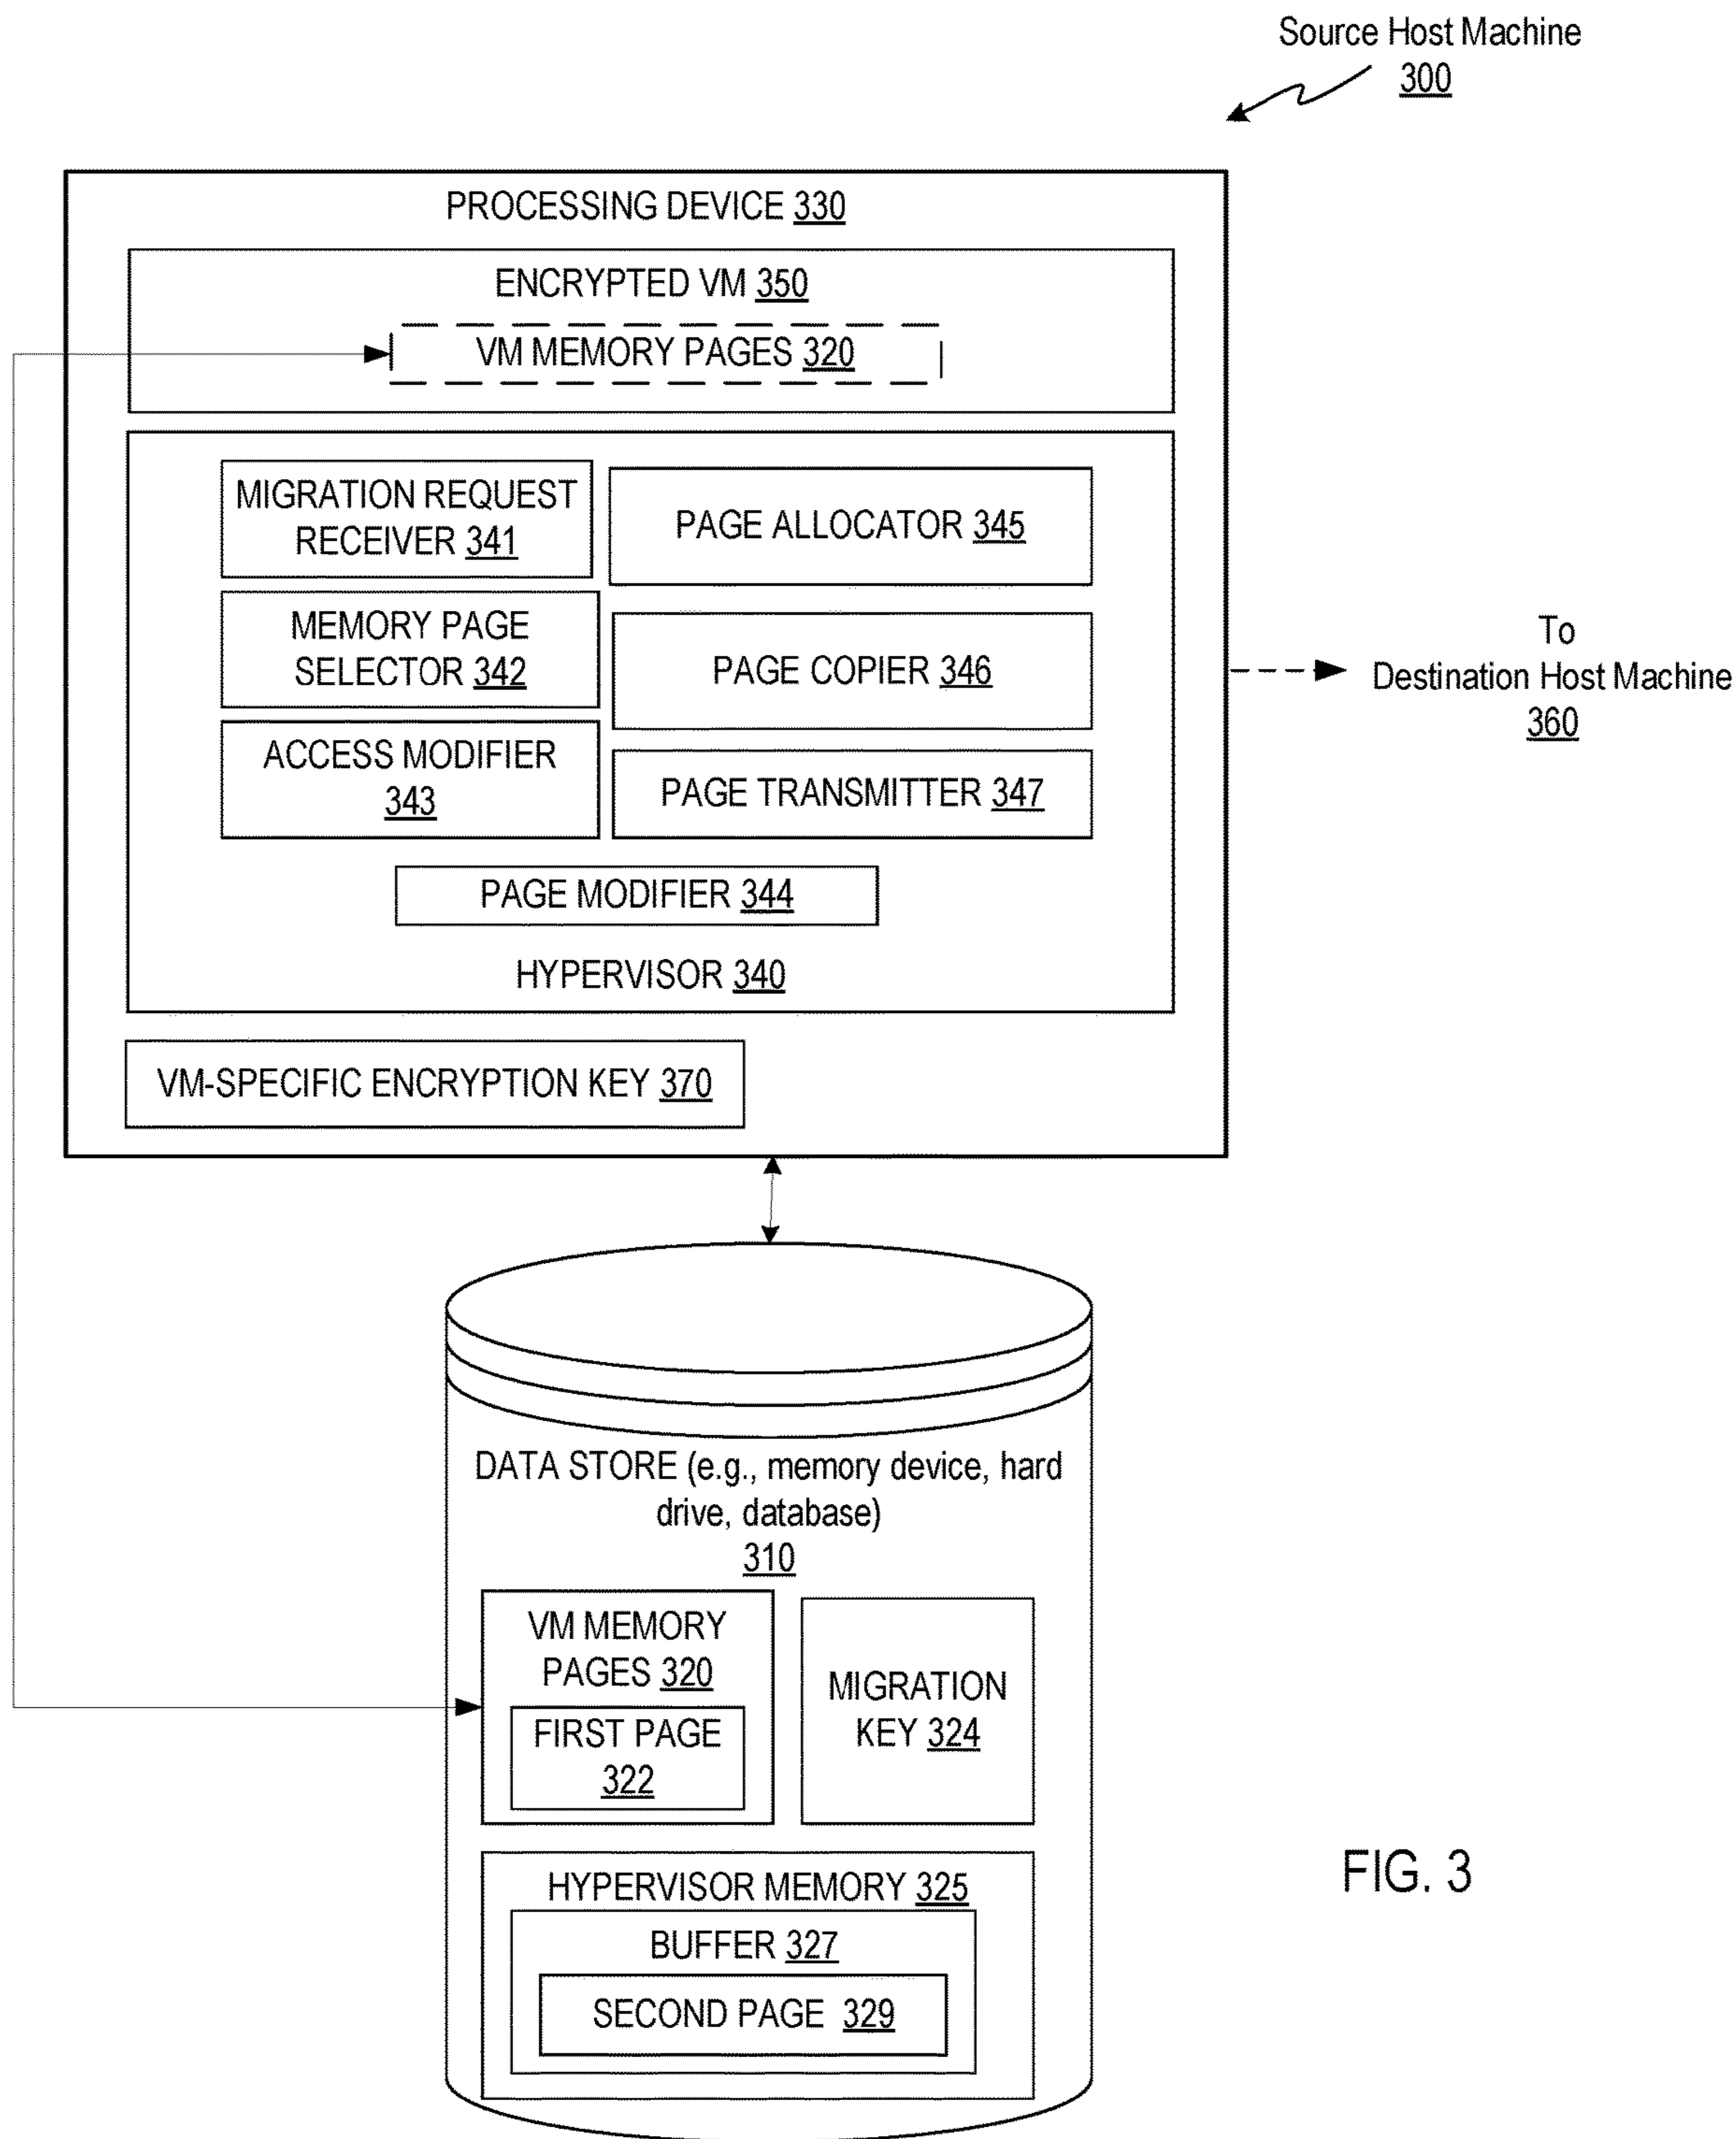 Source Host Machine
300
PROCESSING DEVICE 330
ENCRYPTED VM 350
VM MEMORY PAGES 320
MIGRATION REQUEST
RECEIVER 341
PAGE ALLOCATOR 345
MEMORY PAGE
SELECTOR 342
PAGE COPIER 346
ACCESS MODIFIER
343
PAGE TRANSMITTER 347
PAGE MODIFIER 344
HYPERVISOR 340
VM-SPECIFIC ENCRYPTION KEY 370
To
Destination Host Machine
360
DATA STORE (e.g., memory device, hard
drive, database)
310
VM MEMORY
PAGES 320
FIRST PAGE
322
MIGRATION
KEY 324
HYPERVISOR MEMORY 325
BUFFER 327
SECOND PAGE 329
FIG. 3